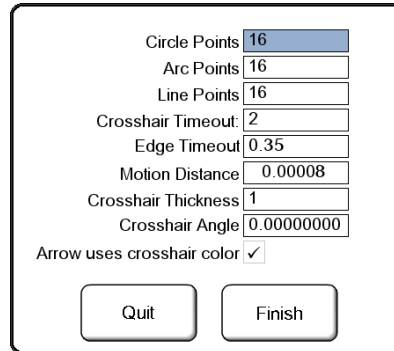 Circle Points 16
Arc Points 16
Line Points 16
Crosshair Timeout: 2
Edge Timeout 0.35
Motion Distance 0.00008
Crosshair Thickness 1
Crosshair Angle 0.00000000
Arrow uses crosshair color ✓
Quit Finish